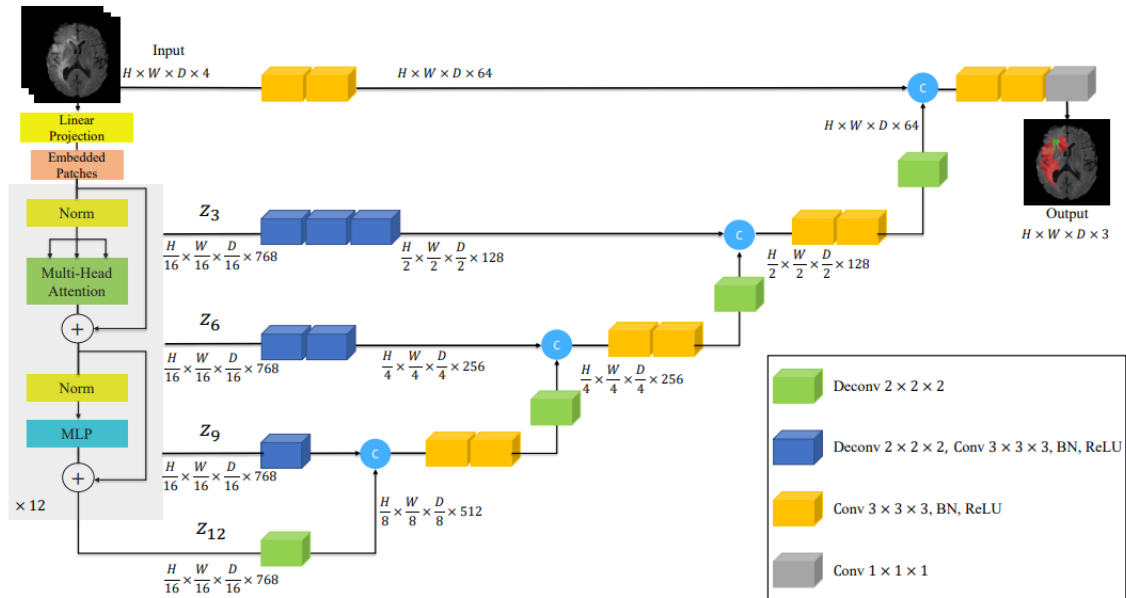 Input
H × W × D × 4
H × W × D × 64
C
H × W × D × 64
Linear
Projection
Embedded
Patches
Norm
Multi-Head
Attention
+
Norm
MLP
+
× 12
z₃
H/16 × W/16 × D/16 × 768
H/2 × W/2 × D/2 × 128
C
H/2 × W/2 × D/2 × 128
Output
H × W × D × 3
z₆
H/16 × W/16 × D/16 × 768
H/4 × W/4 × D/4 × 256
C
H/4 × W/4 × D/4 × 256
z₉
H/16 × W/16 × D/16 × 768
C
H/8 × W/8 × D/8 × 512
z₁₂
H/16 × W/16 × D/16 × 768
Deconv 2 × 2 × 2
Deconv 2 × 2 × 2, Conv 3 × 3 × 3, BN, ReLU
Conv 3 × 3 × 3, BN, ReLU
Conv 1 × 1 × 1